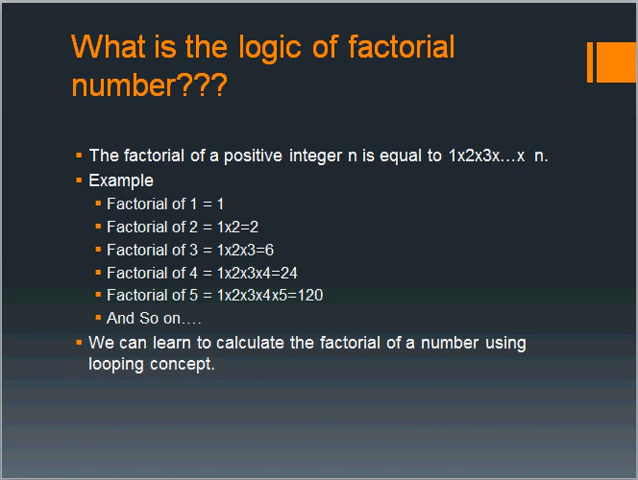 What is the logic of factorial
number???
The factorial of a positive integer n is equal to 1x2x3x...x n.
Example
Factorial of 1 = 1
Factorial of 2 = 1x2=2
Factorial of 3 = 1x2x3=6
Factorial of 4 = 1x2x3x4=24
Factorial of 5 = 1x2x3x4x5=120
And So on....
We can learn to calculate the factorial of a number using
looping concept.